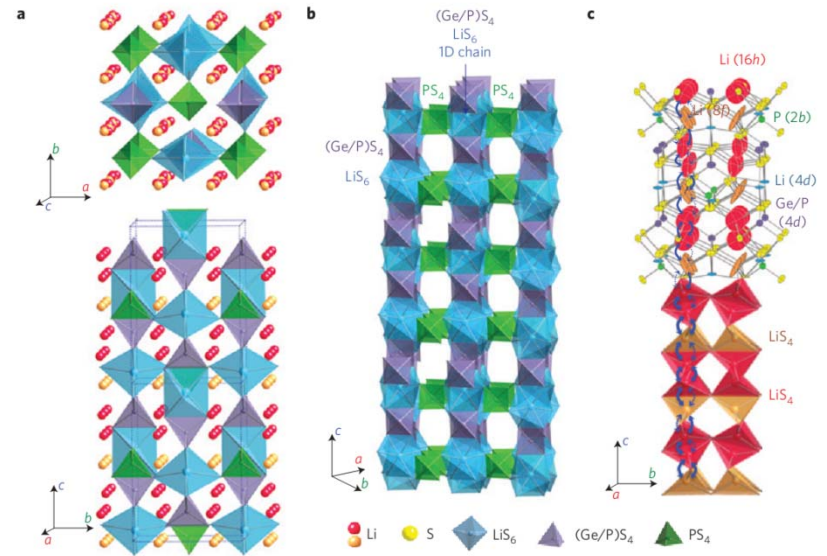 a
b
c
a
c
b
(Ge/P)S4
LiS6
1D chain
PS4
PS4
(Ge/P)S4
LiS6
c
a
b
Li (16h)
Li (8f)
P (2b)
Li (4d)
Ge/P
(4d)
LiS4
LiS4
c
a
b
c
a
b
Li
S
LiS6
(Ge/P)S4
PS4